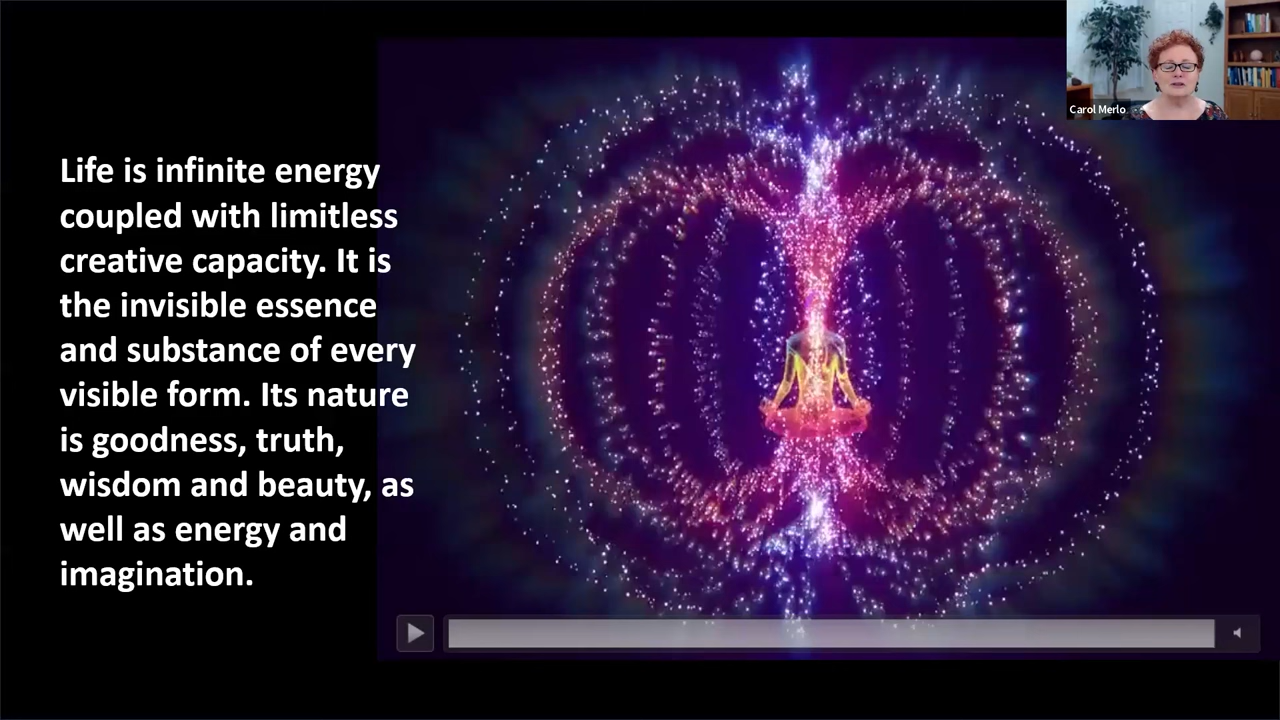 Carol Merlo
Life is infinite energy
coupled with limitless
creative capacity. It is
the invisible essence
and substance of every
visible form. Its nature
is goodness, truth,
wisdom and beauty, as
well as energy and
imagination.